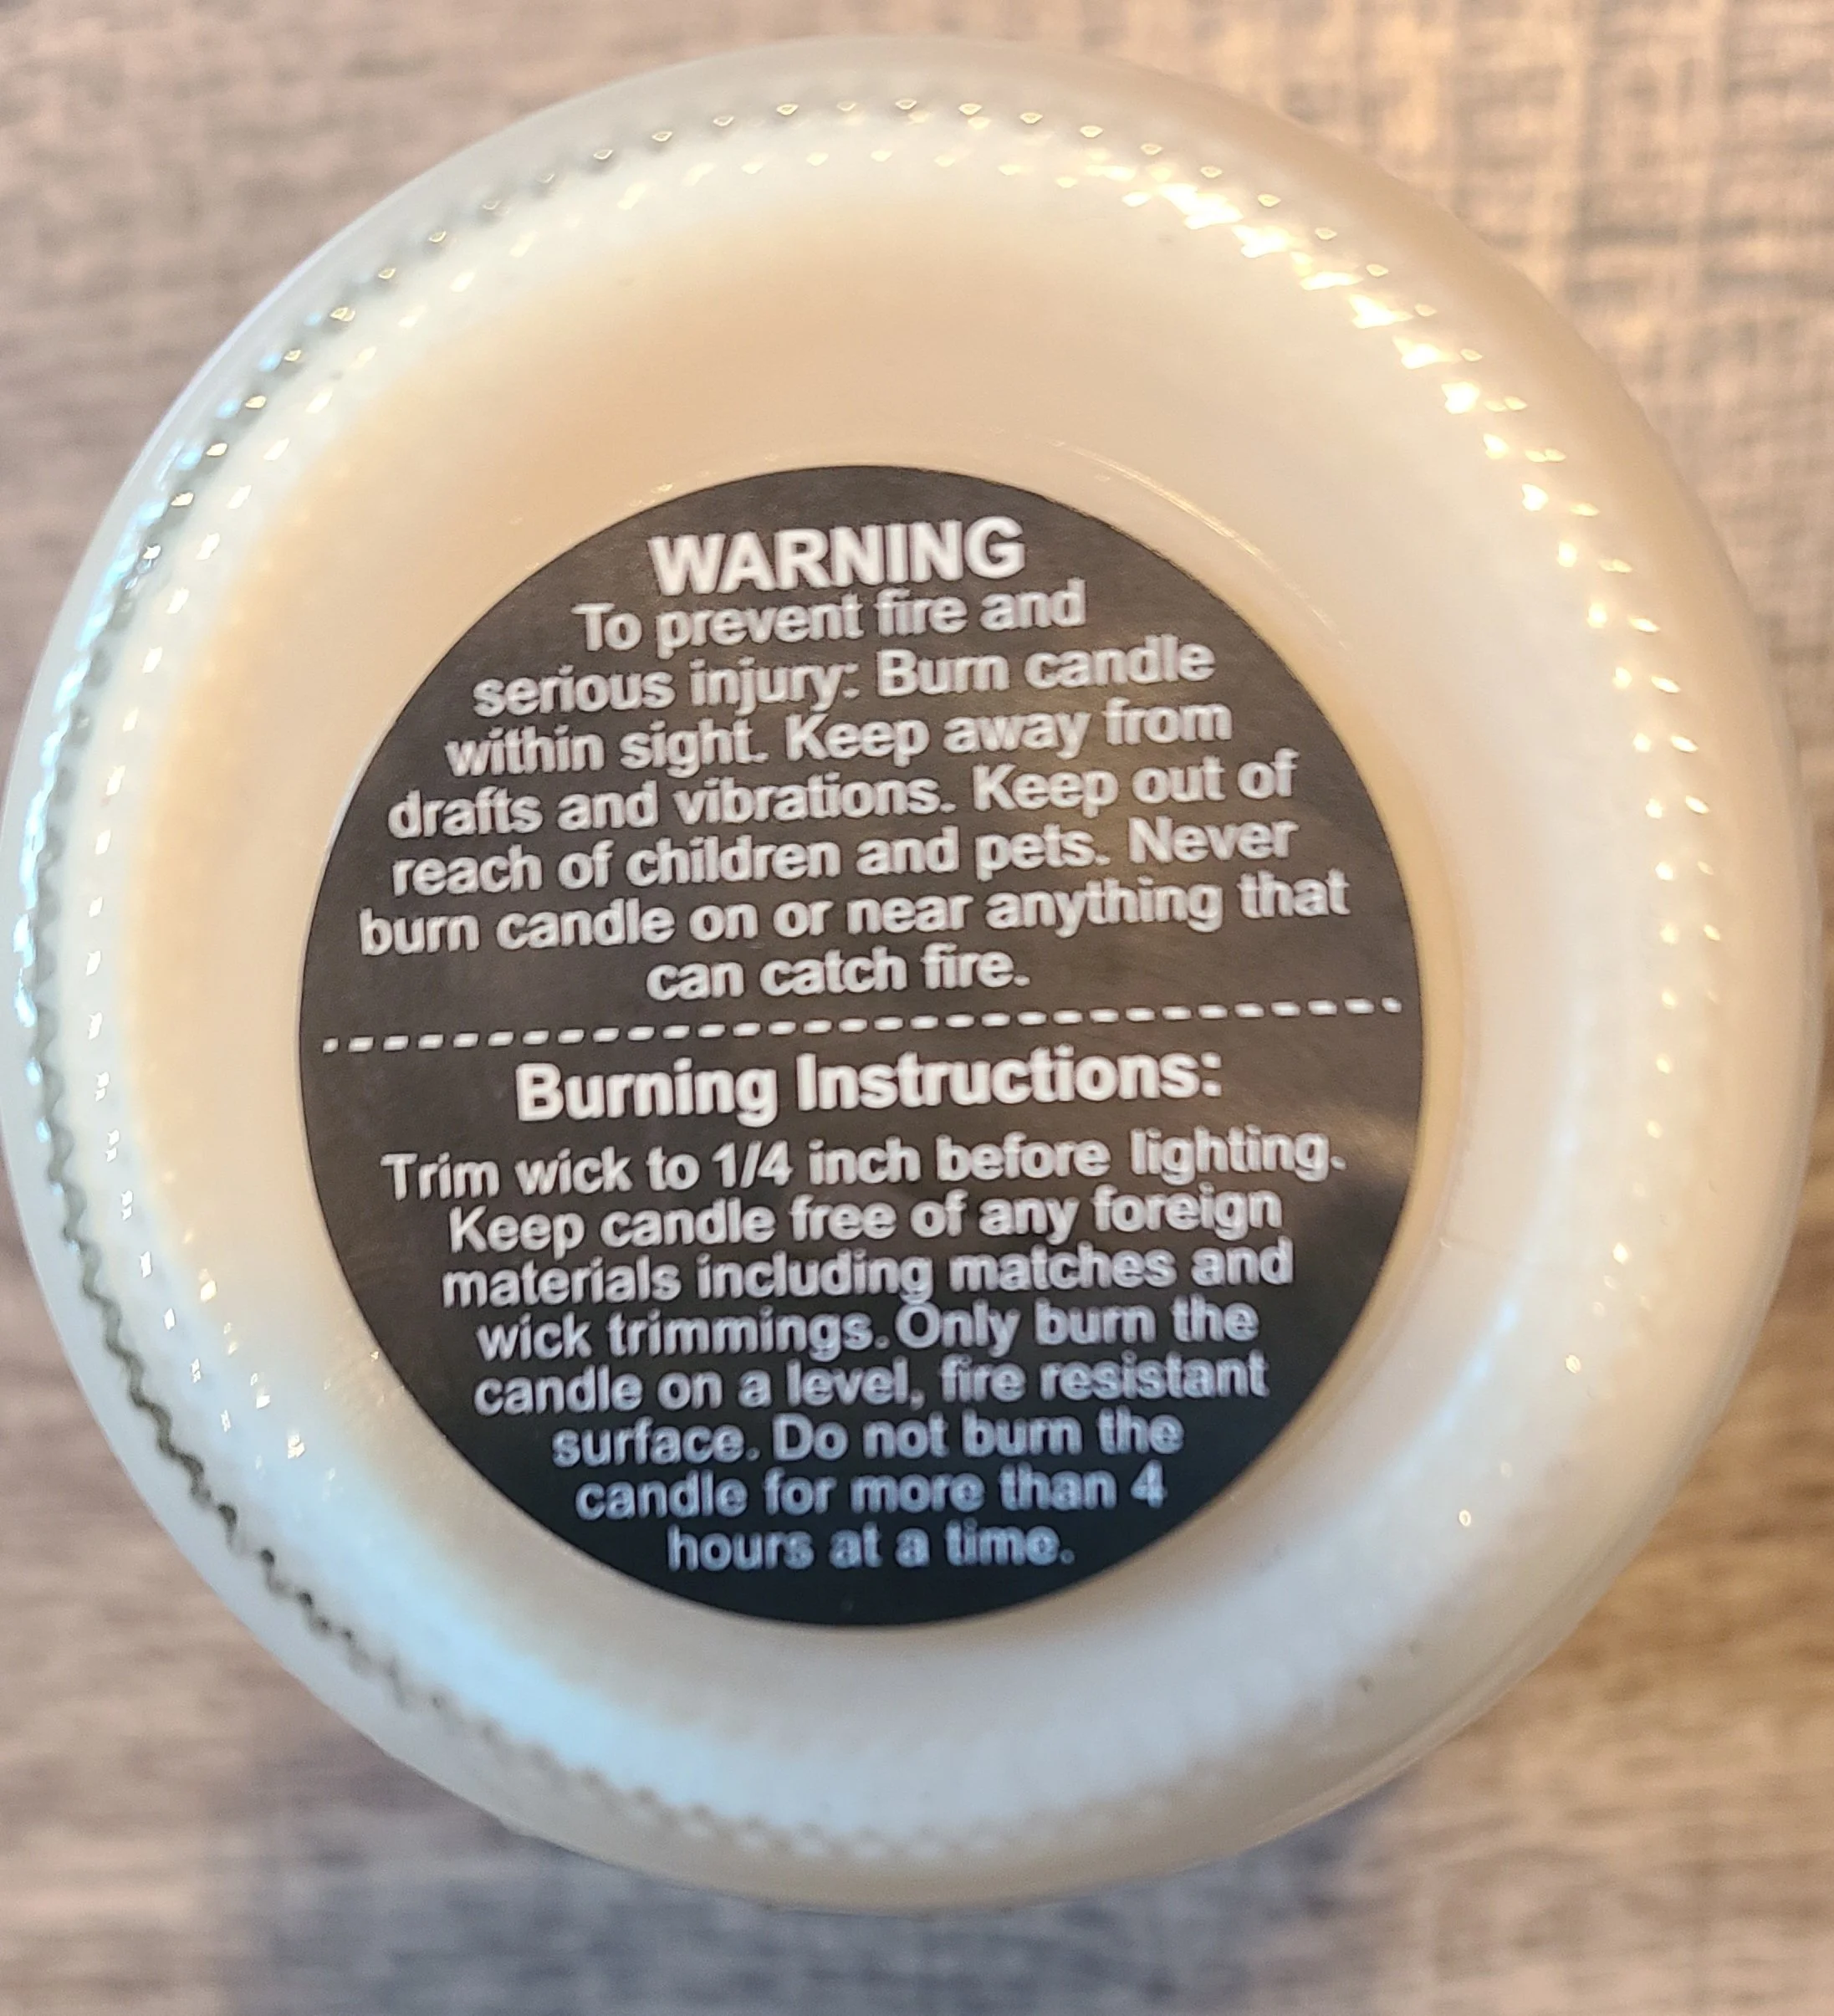 WARNING
To prevent fire and
serious injury: Burn candle
within sight. Keep away from
drafts and vibrations. Keep out of
reach of children and pets. Never
burn candle on or near anything that
can catch fire.
Burning Instructions:
Trim wick to 1/4 inch before lighting.
Keep candle free of any foreign
materials including matches and
wick trimmings. Only burn the
candle on a level, fire resistant
surface. Do not burn the
candle for more than 4
hours at a time.